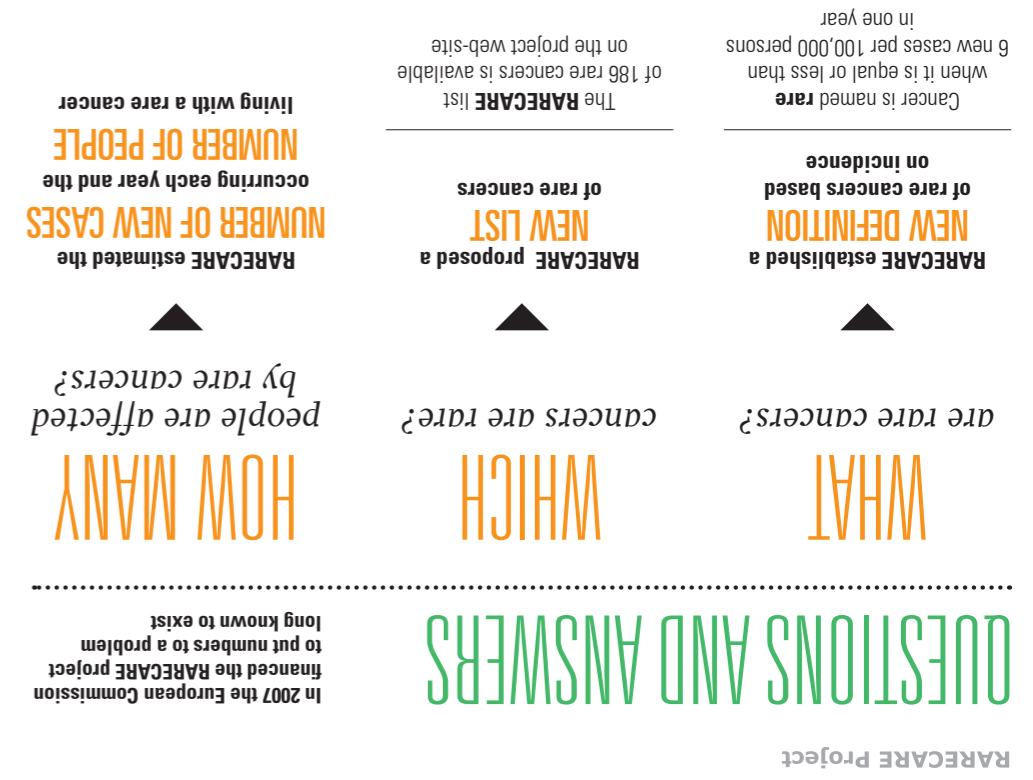 RARECARE Project
QUESTIONS AND ANSWERS
In 2007 the European Commission
financed the RARECARE project
to put numbers to a problem
long known to exist
WHAT
are rare cancers?
RARECARE established a
NEW DEFINITION
of rare cancers based
on incidence
Cancer is named rare
when it is equal or less than
6 new cases per 100,000 persons
in one year
WHICH
cancers are rare?
RARECARE proposed a
NEW LIST
of rare cancers
The RARECARE list
of 186 rare cancers is available
on the project web-site
HOW MANY
people are affected
by rare cancers?
RARECARE estimated the
NUMBER OF NEW CASES
occurring each year and the
NUMBER OF PEOPLE
living with a rare cancer